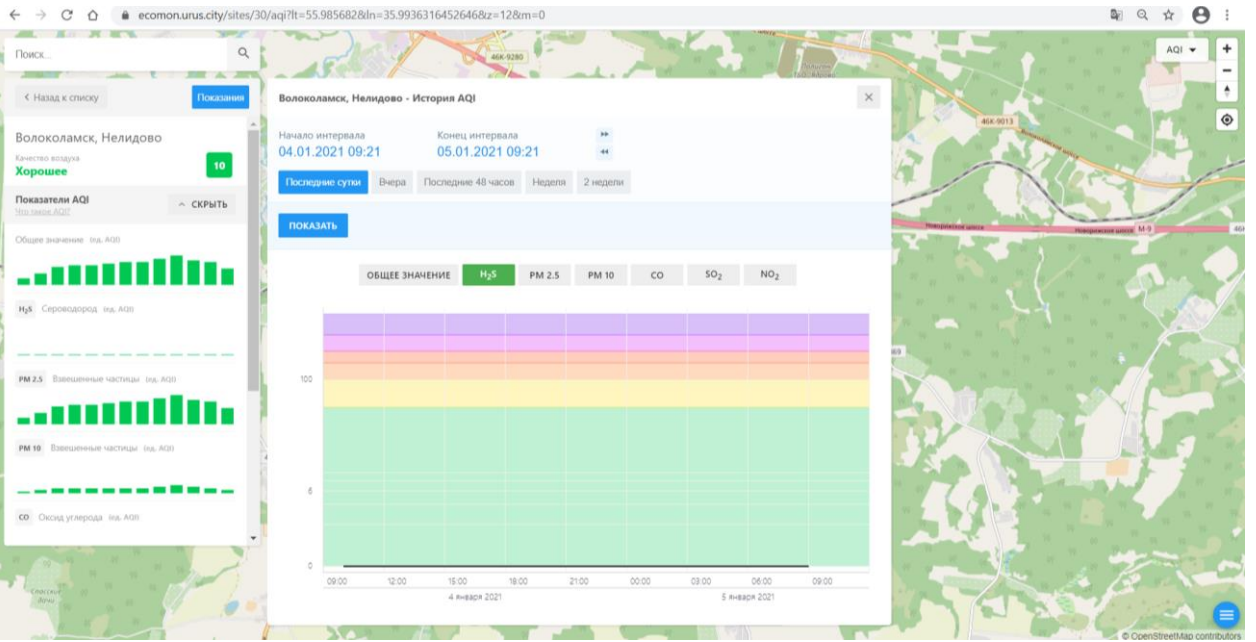 ecomon.urus.city/sites/30/aqi?lt=55.985682&ln=35.9936316452646&z=12&m=0
Поиск...
46К-9280
AQI
46К-9013
Назад к списку
Показания
Волоколамск, Нелидово
Качество воздуха
Хорошее
10
Показатели AQI
Что такое AQI?
СКРЫТЬ
Общее значение (ед. AQI)
H₂S Сероводород (ед. AQI)
PM 2.5 Взвешенные частицы (ед. AQI)
PM 10 Взвешенные частицы (ед. AQI)
CO Оксид углерода (ед. AQI)
Волоколамск, Нелидово - История AQI
Начало интервала
04.01.2021 09:21
Конец интервала
05.01.2021 09:21
Последние сутки
Вчера
Последние 48 часов
Неделя
2 недели
ПОКАЗАТЬ
ОБЩЕЕ ЗНАЧЕНИЕ
H₂S
PM 2.5
PM 10
CO
SO₂
NO₂
100
6
0
09:00 12:00 15:00 18:00 21:00 00:00 03:00 06:00 09:00
4 января 2021 5 января 2021
Волоколамское шоссе
Новорижское шоссе
Новорижское шоссе
М-9
46К
© OpenStreetMap contributors